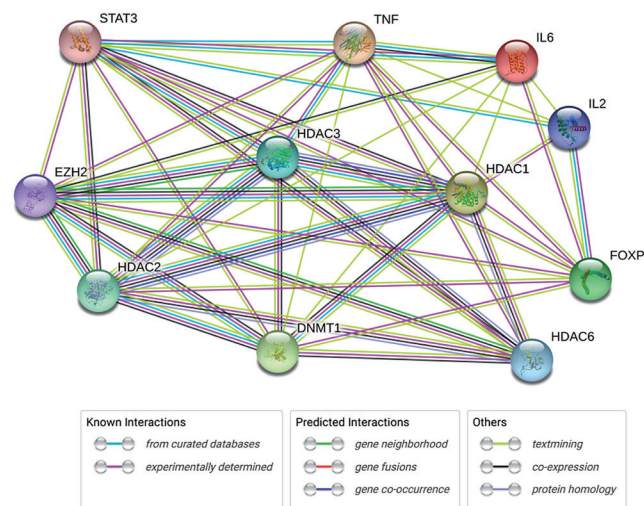 STAT3
TNF
IL6
IL2
HDAC3
EZH2
HDAC1
HDAC2
FOXP
DNMT1
HDAC6
Known Interactions
from curated databases
experimentally determined
Predicted Interactions
gene neighborhood
gene fusions
gene co-occurrence
Others
textmining
co-expression
protein homology